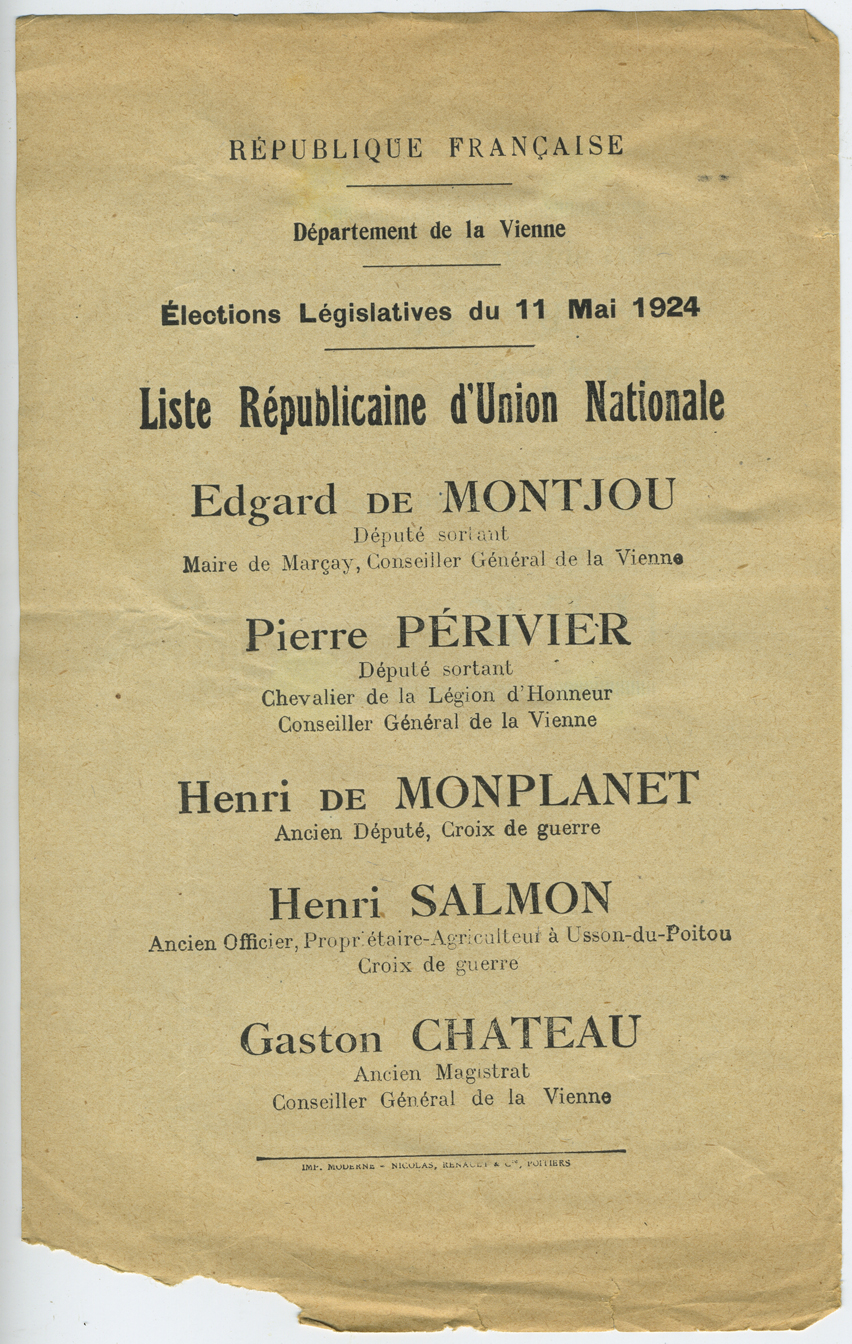 RÉPUBLIQUE FRANÇAISE
Département de la Vienne
Élections Législatives du 11 Mai 1924
Liste Républicaine d'Union Nationale
Edgard DE MONTJOU
Député sortant
Maire de Marçay, Conseiller Général de la Vienne
Pierre PÉRIVIER
Député sortant
Chevalier de la Légion d'Honneur
Conseiller Général de la Vienne
Henri DE MONPLANET
Ancien Député, Croix de guerre
Henri SALMON
Ancien Officier, Propriétaire-Agriculteur à Usson-du-Poitou
Croix de guerre
Gaston CHATEAU
Ancien Magistrat
Conseiller Général de la Vienne
IMP. MODERNE - NICOLAS, RENAULT & Cie, POITIERS